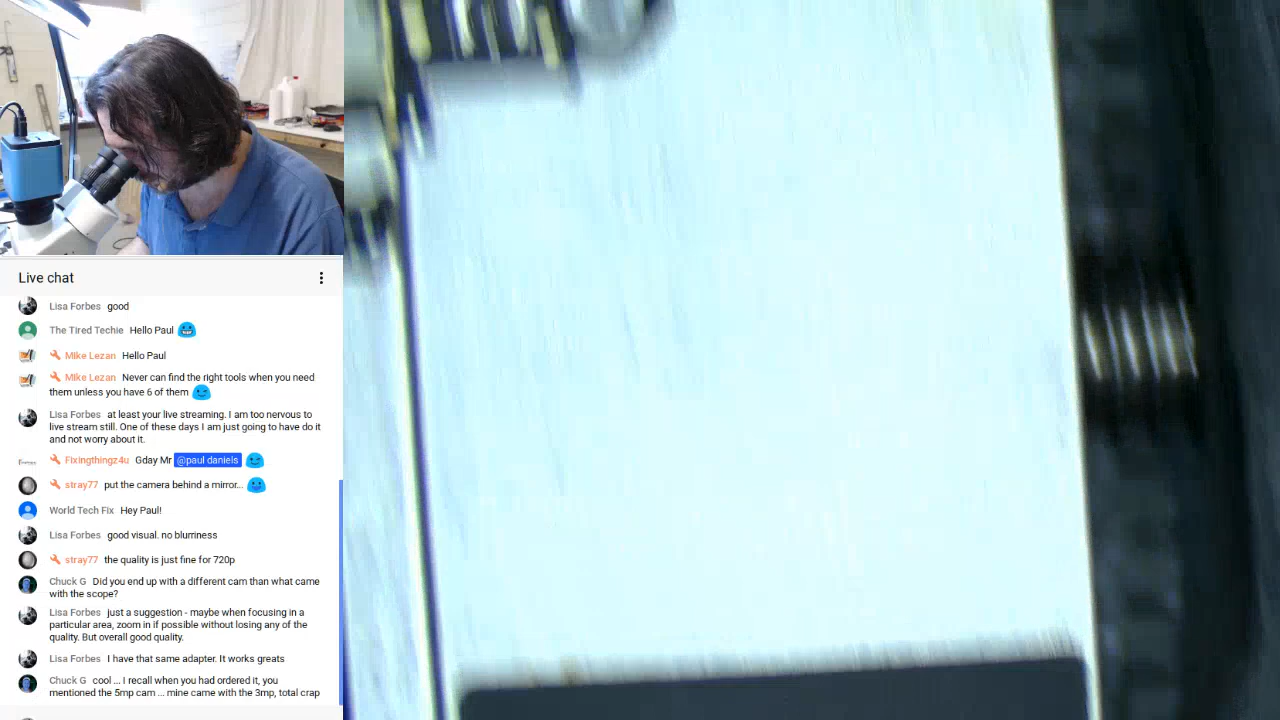 Live chat
Lisa Forbes good
The Tired Techie Hello Paul
Mike Lezan Hello Paul
Mike Lezan Never can find the right tools when you need
them unless you have 6 of them
Lisa Forbes at least your live streaming. I am too nervous to
live stream still. One of these days I am just going to have do it
and not worry about it.
Fixingthingz4u Gday Mr @paul daniels
stray77 put the camera behind a mirror...
World Tech Fix Hey Paul!
Lisa Forbes good visual. no blurriness
stray77 the quality is just fine for 720p
Chuck G Did you end up with a different cam than what came
with the scope?
Lisa Forbes just a suggestion - maybe when focusing in a
particular area, zoom in if possible without losing any of the
quality. But overall good quality.
Lisa Forbes I have that same adapter. It works greats
Chuck G cool ... I recall when you had ordered it, you
mentioned the 5mp cam ... mine came with the 3mp, total crap